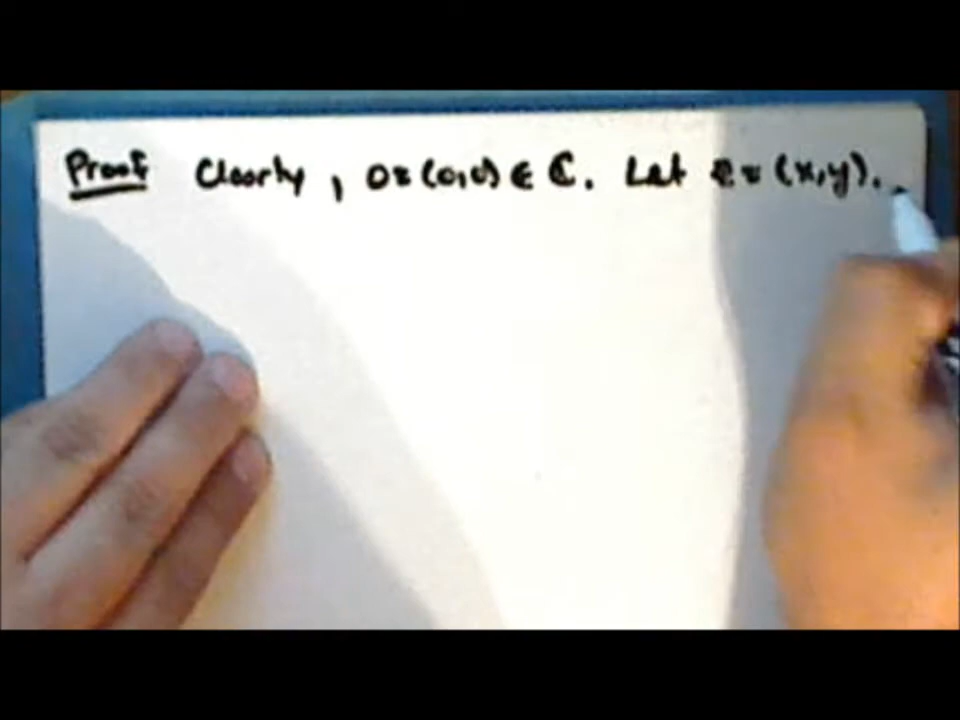 Proof Clearly, 0=(0,0) ∈ ℂ. Let z=(x,y).